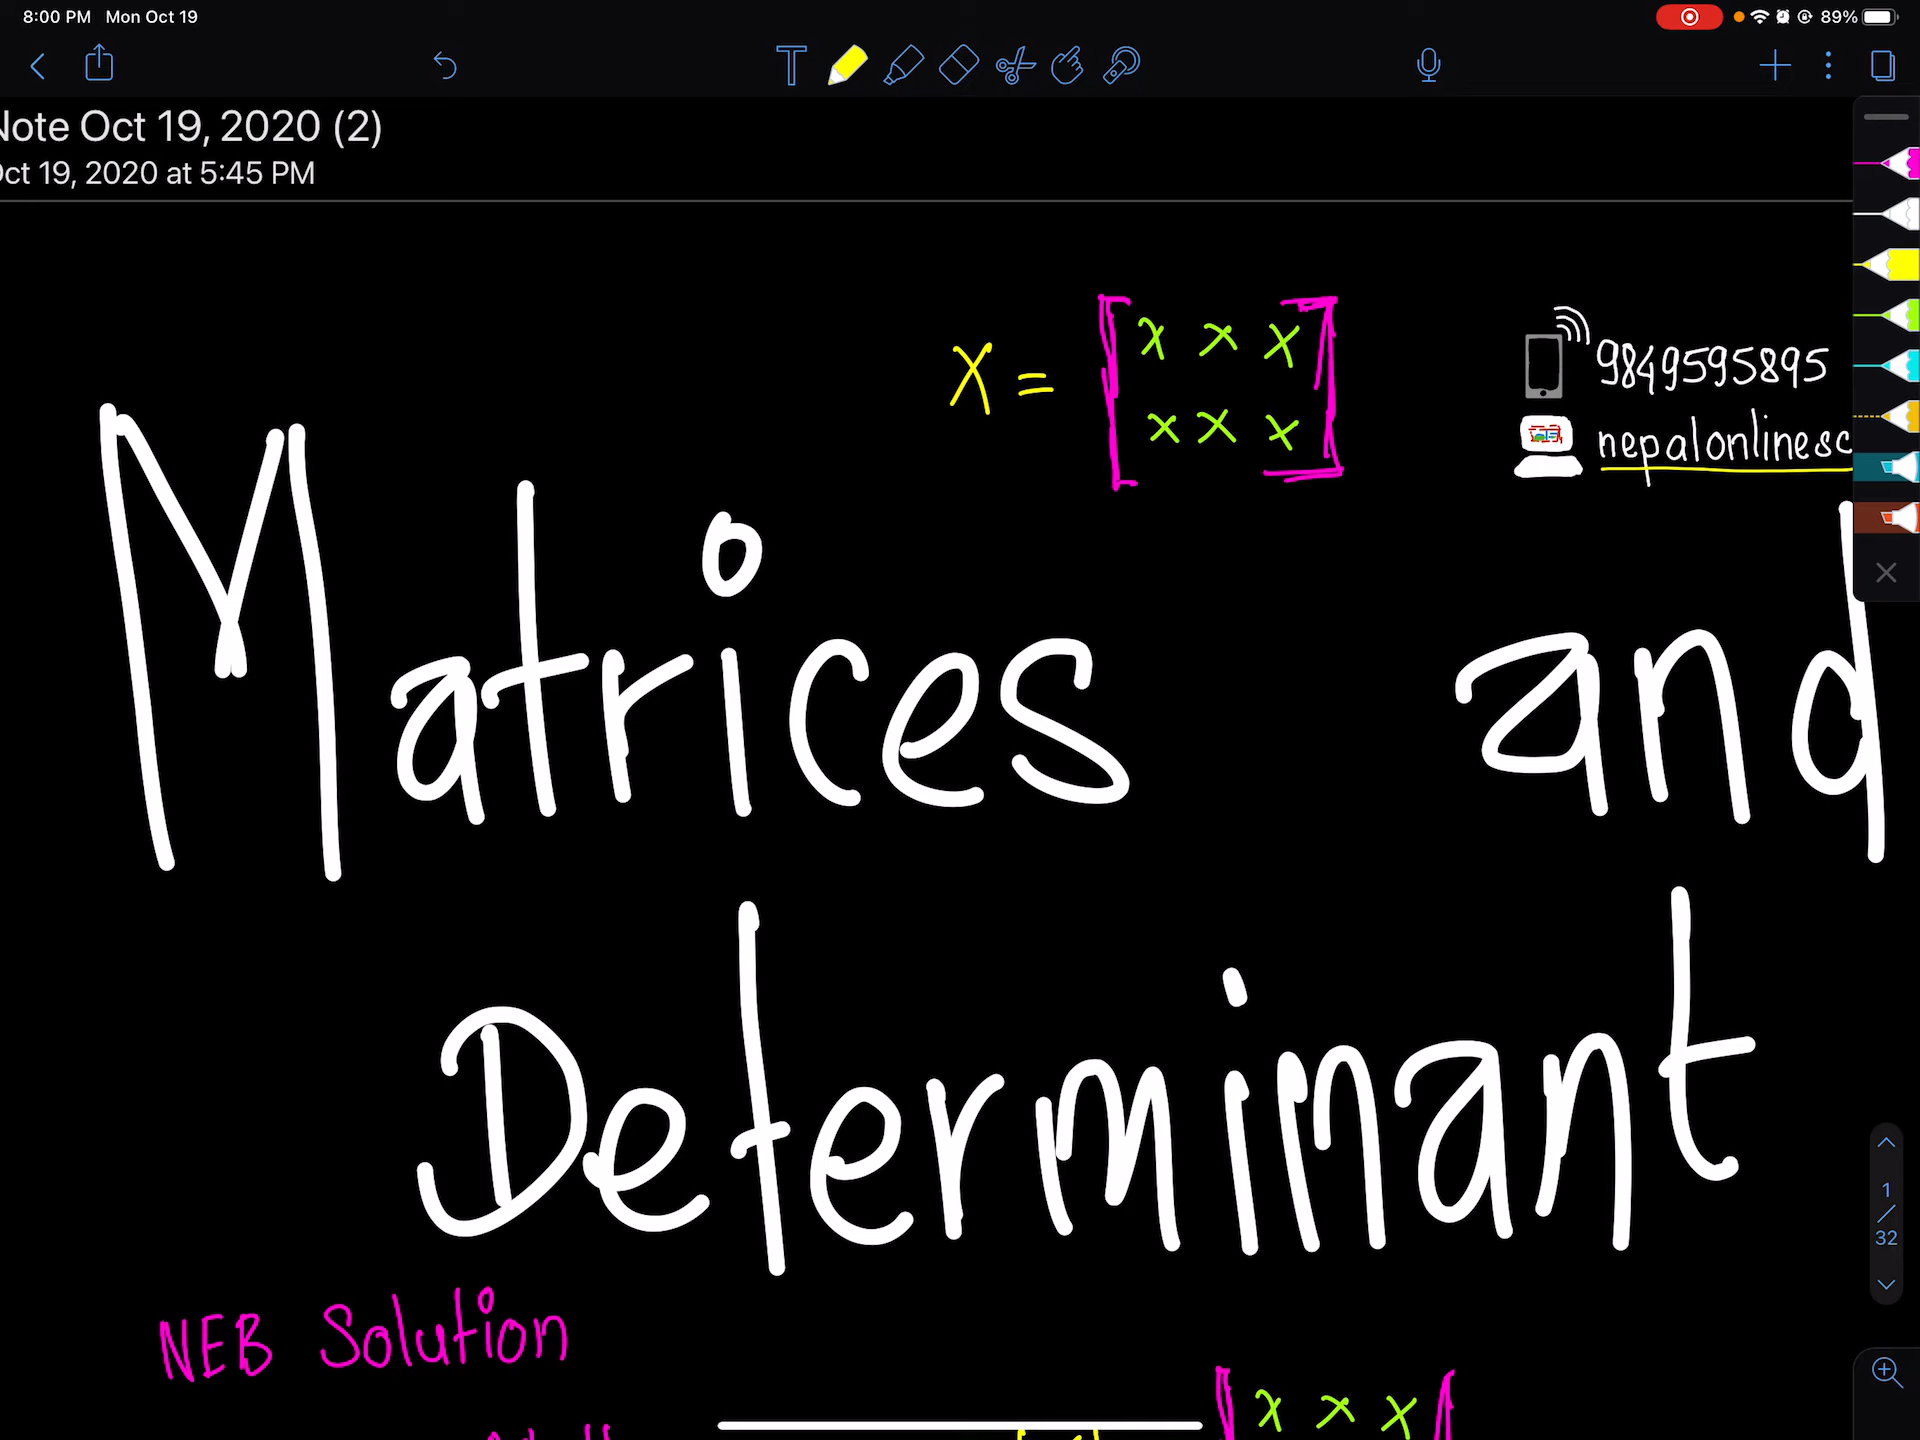 8:00 PM Mon Oct 19
89%
Note Oct 19, 2020 (2)
Oct 19, 2020 at 5:45 PM
X = [ x x x
x x x ]
9849595895
nepalonlinesc
Matrices and
Determinant
NEB Solution
x x x
1
/
32